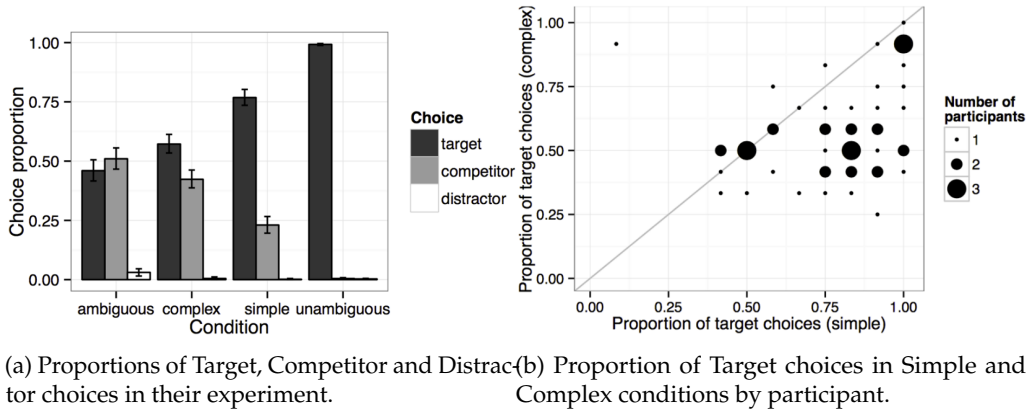 1.00
0.75
0.50
0.25
0.00
Choice proportion
ambiguous complex simple unambiguous
Condition
Choice
target
competitor
distractor
1.00
0.75
0.50
0.25
0.00
Proportion of target choices (complex)
0.00 0.25 0.50 0.75 1.00
Proportion of target choices (simple)
Number of
participants
1
2
3
(a) Proportions of Target, Competitor and Distrac-
tor choices in their experiment.
(b) Proportion of Target choices in Simple and
Complex conditions by participant.